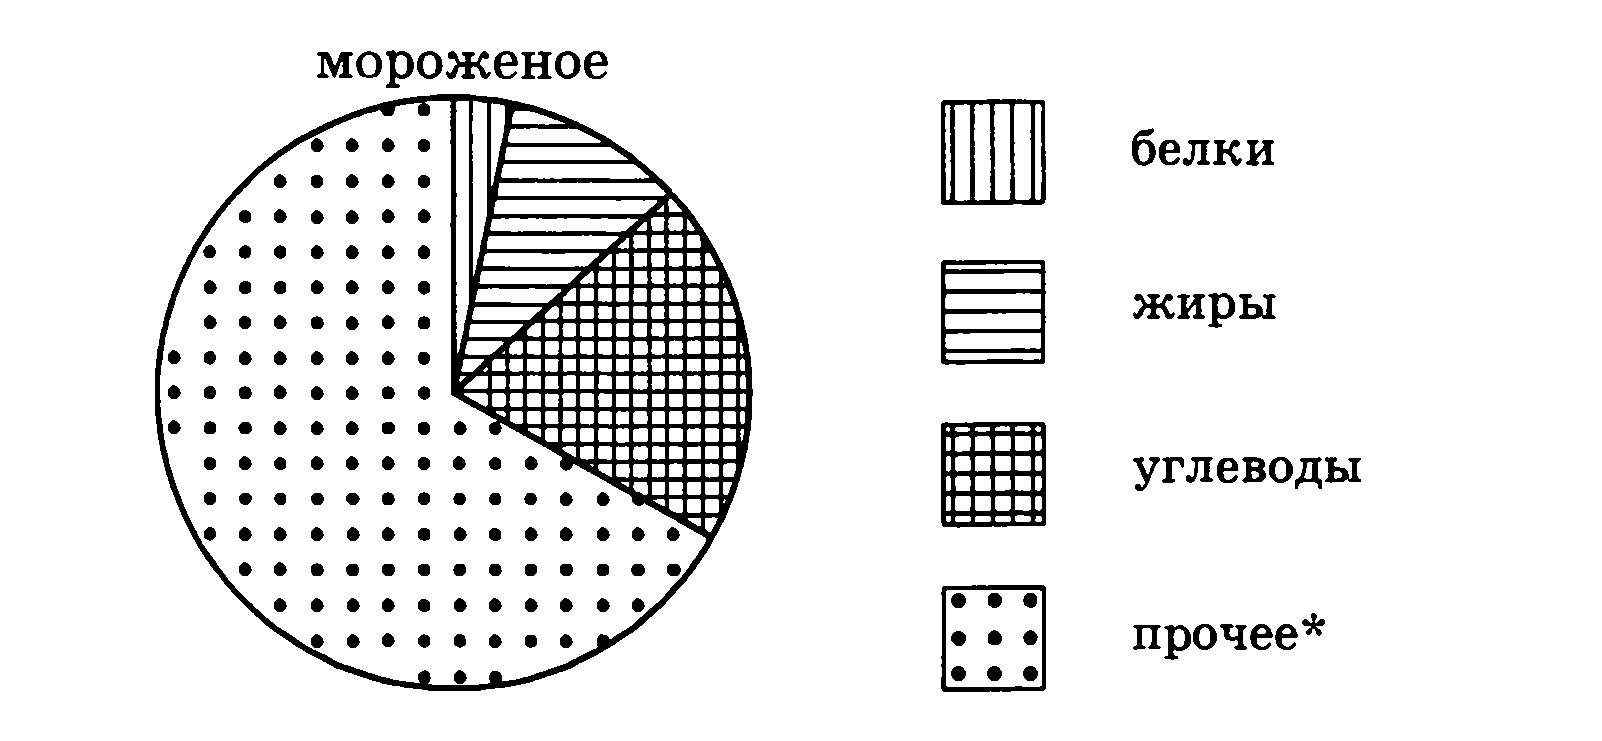 мороженое
белки
жиры
углеводы
прочее*